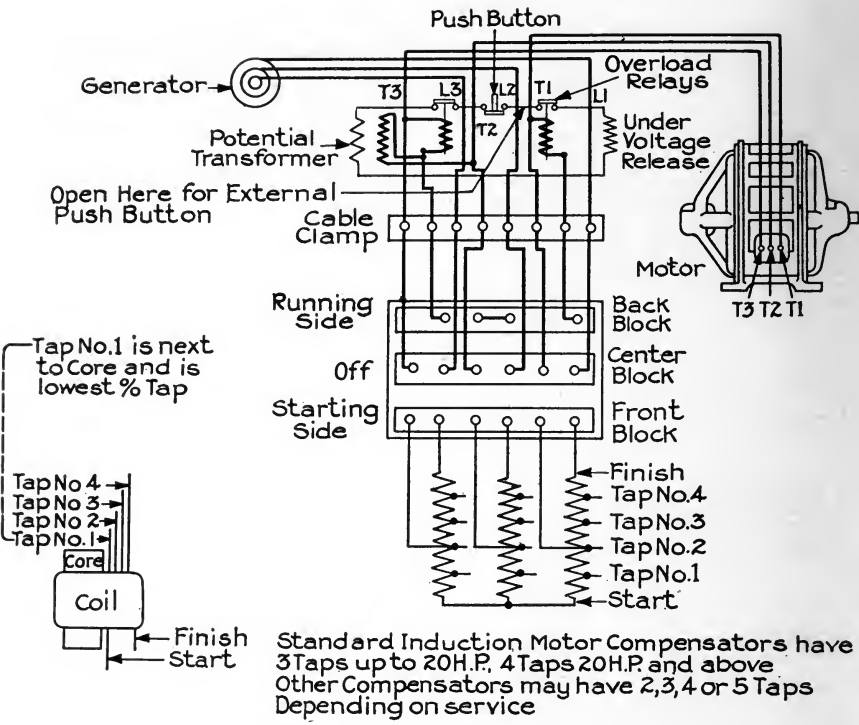 Push Button
Generator
T3
L3
L2
T2
T1
L1
Overload
Relays
Potential
Transformer
Under
Voltage
Release
Open Here for External
Push Button
Cable
Clamp
Motor
T3 T2 T1
Running
Side
Back
Block
Off
Center
Block
Starting
Side
Front
Block
Tap No.1 is next
to Core and is
lowest % Tap
Tap No 4
Tap No 3
Tap No 2
Tap No.1
Core
Coil
Finish
Start
Finish
Tap No.4
Tap No.3
Tap No.2
Tap No.1
Start
Standard Induction Motor Compensators have
3 Taps up to 20 H.P. 4 Taps 20 H.P. and above
Other Compensators may have 2,3,4 or 5 Taps
Depending on service